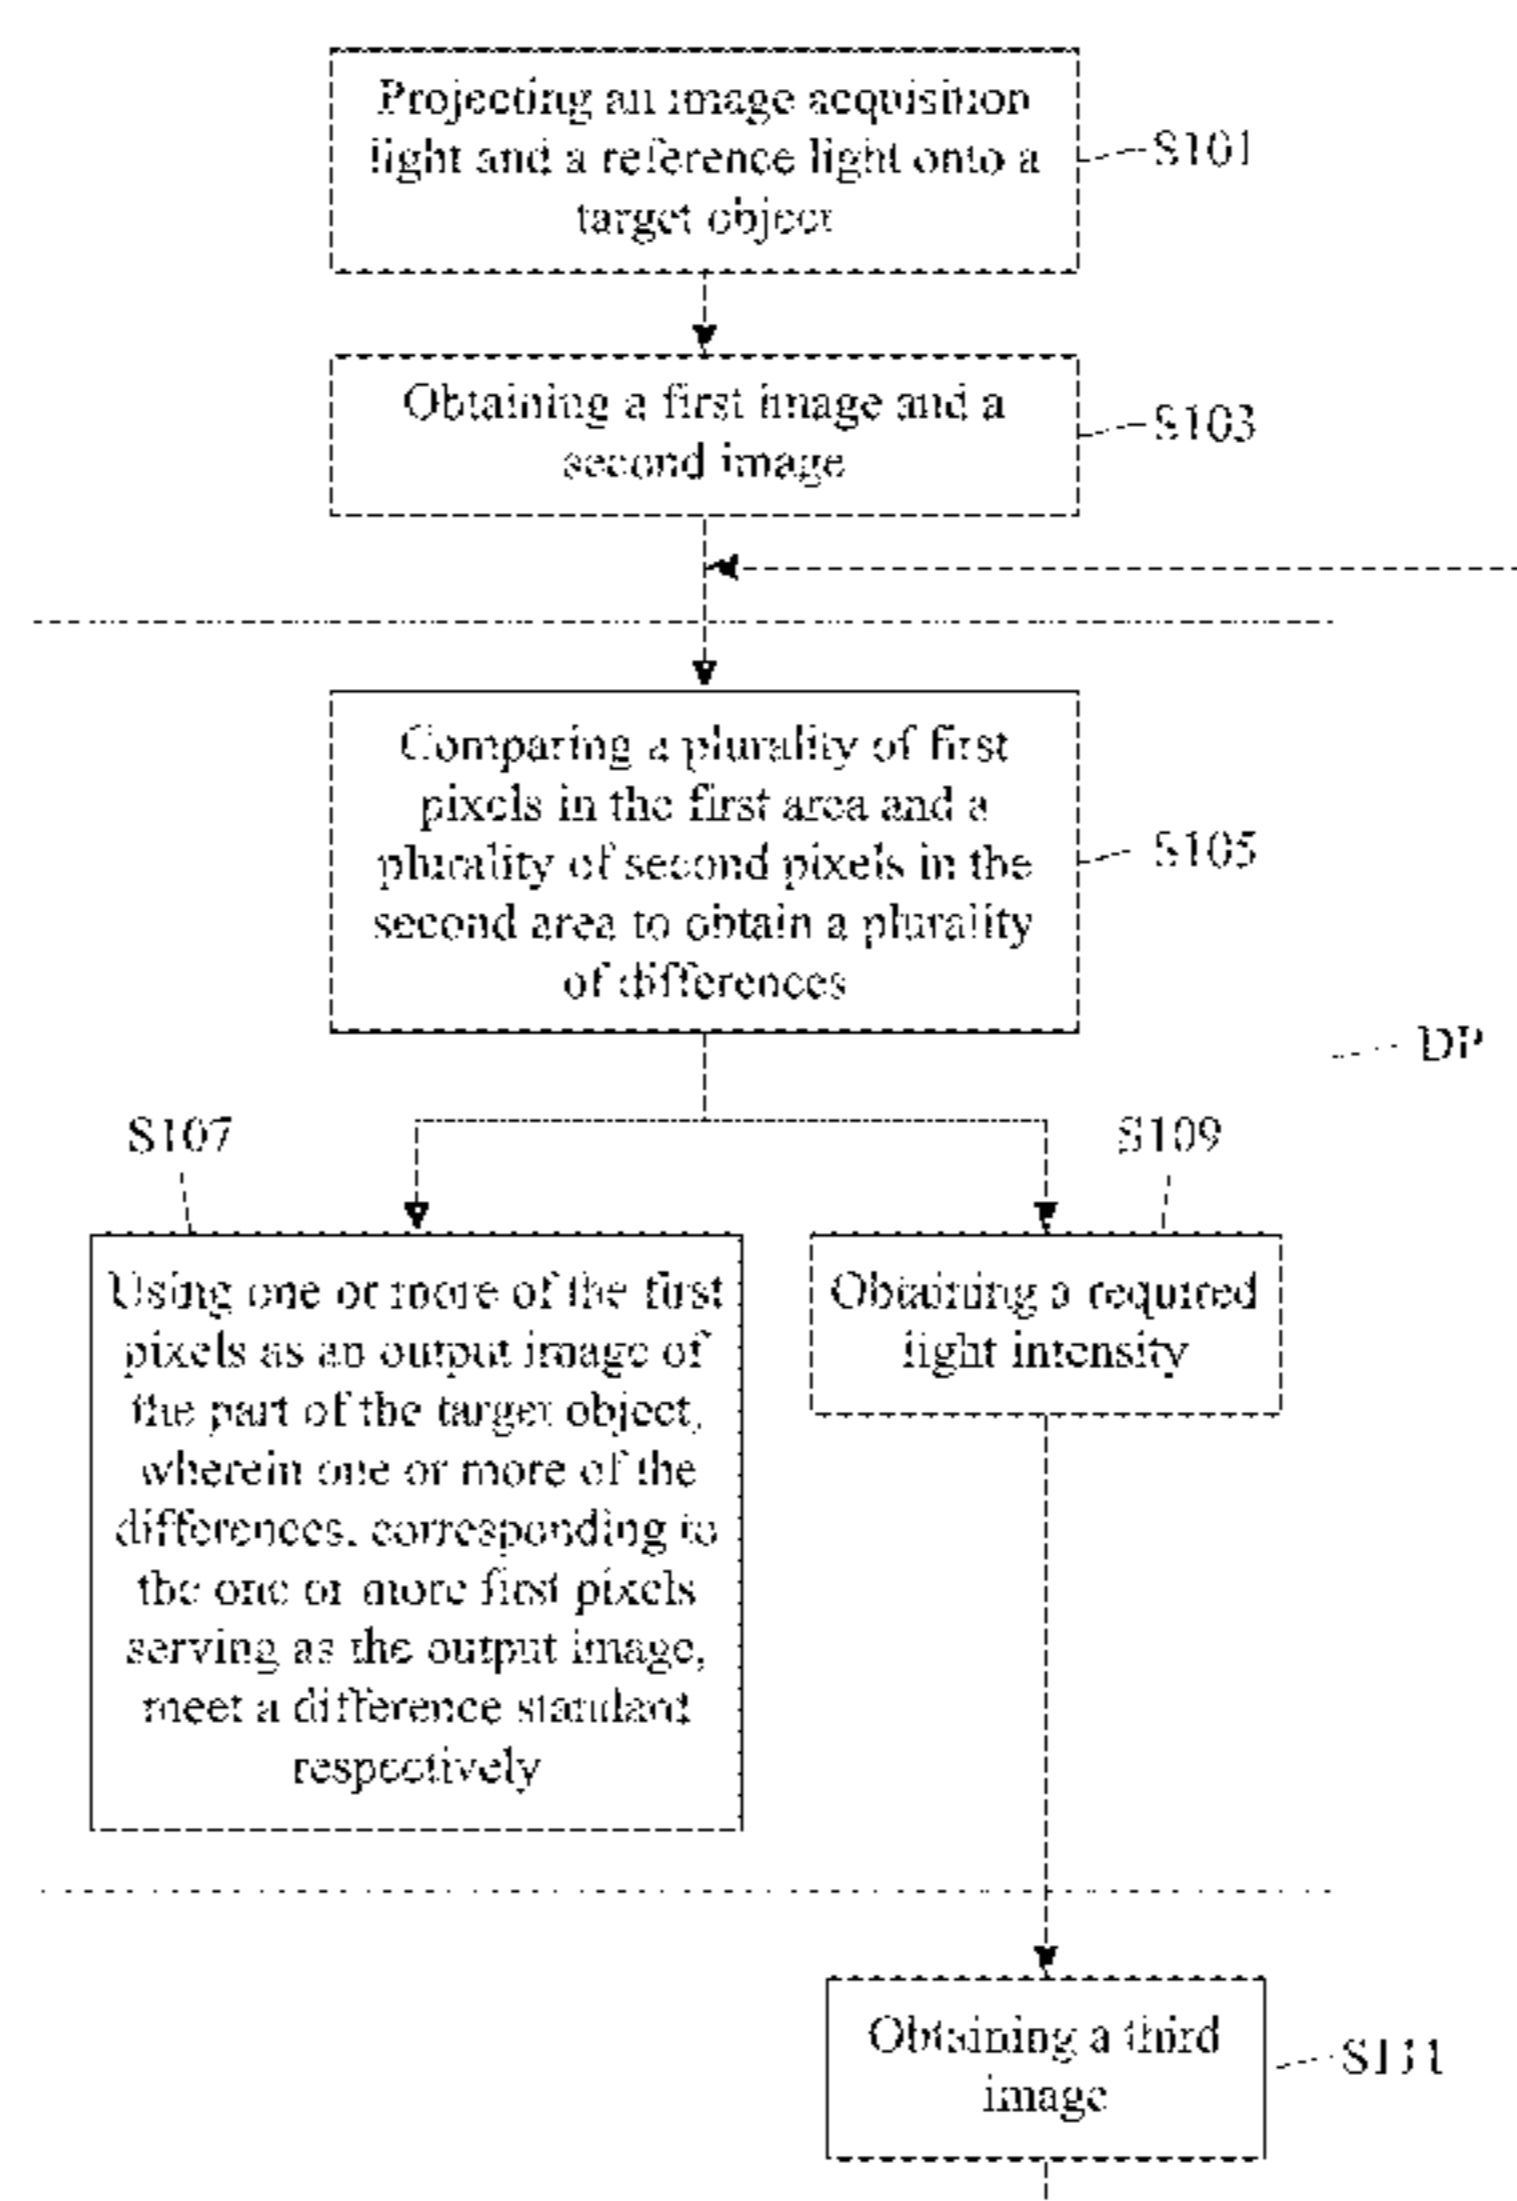 Projecting an image acquisition
light and a reference light onto a
target object
S101
Obtaining a first image and a
second image
S103
Comparing a plurality of first
pixels in the first area and a
plurality of second pixels in the
second area to obtain a plurality
of differences
S105
DP
S107
S109
Using one or more of the first
pixels as an output image of
the part of the target object,
wherein one or more of the
differences, corresponding to
the one or more first pixels
serving as the output image,
meet a difference standard
respectively
Obtaining a required
light intensity
Obtaining a third
image
S111